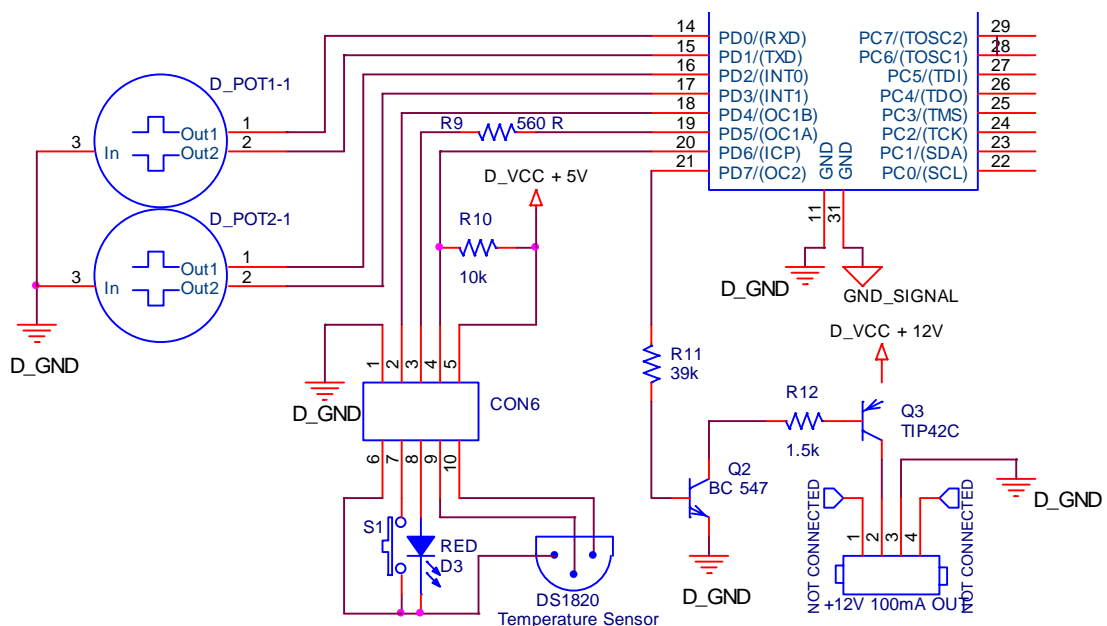 14 PD0/(RXD) PC7/(TOSC2) 29
15 PD1/(TXD) PC6/(TOSC1) 28
16 PD2/(INT0) PC5/(TDI) 27
17 PD3/(INT1) PC4/(TDO) 26
18 PD4/(OC1B) PC3/(TMS) 25
19 PD5/(OC1A) PC2/(TCK) 24
20 PD6/(ICP) PC1/(SDA) 23
21 PD7/(OC2) PC0/(SCL) 22
GND
GND
11
31
D_GND
GND_SIGNAL
D_POT1-1
3 In Out1 1
Out2 2
D_POT2-1
3 In Out1 1
Out2 2
D_GND
R9 560 R
D_VCC + 5V
R10
10k
1 2 3 4 5
D_GND
CON6
6 7 8 9 10
S1
RED
D3
DS1820
Temperature Sensor
R11
39k
Q2
BC 547
D_GND
R12
1.5k
D_VCC + 12V
Q3
TIP42C
D_GND
NOT CONNECTED
NOT CONNECTED
1 2 3 4
+12V 100mA OUT